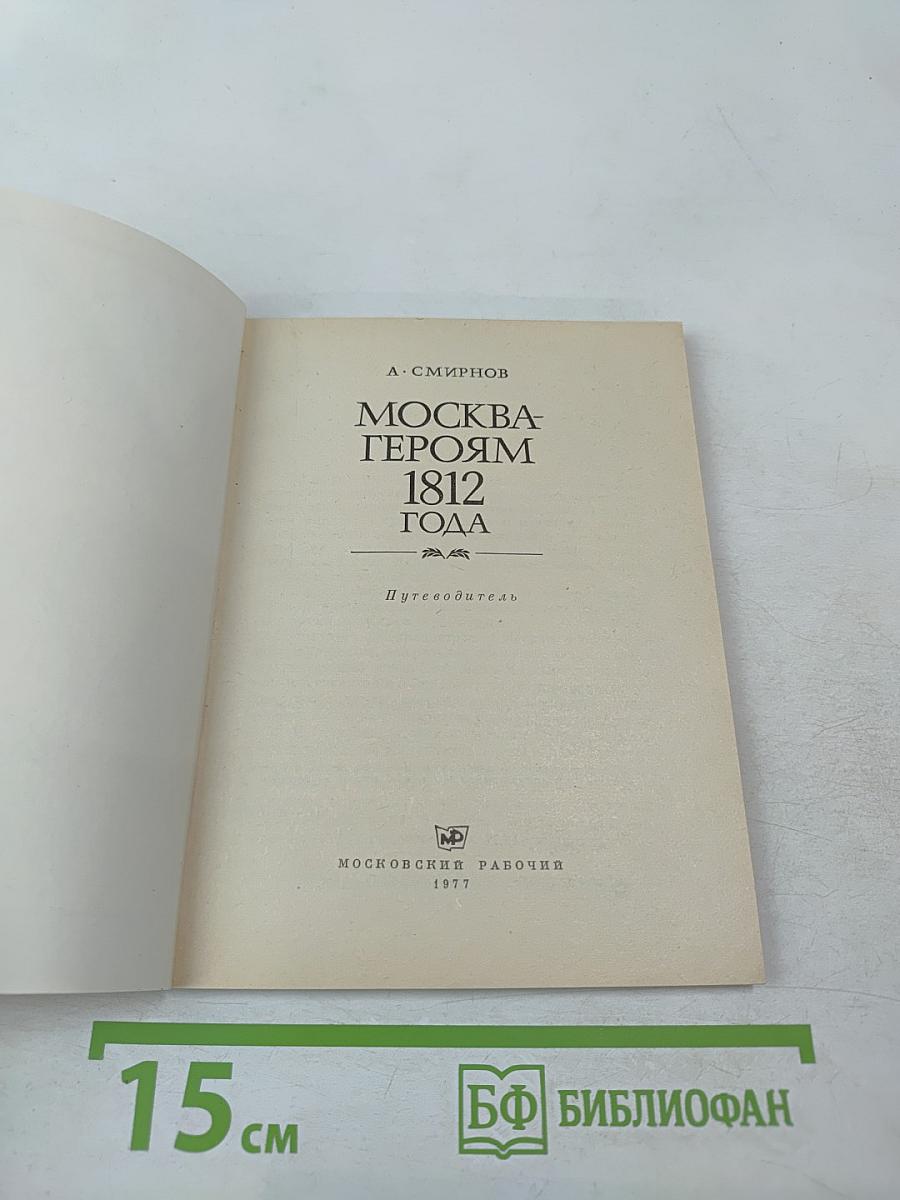 А · СМИРНОВ
МОСКВА-
ГЕРОЯМ
1812
ГОДА
Путеводитель
МР
МОСКОВСКИЙ РАБОЧИЙ
1977
15 см
БФ БИБЛИОФАН